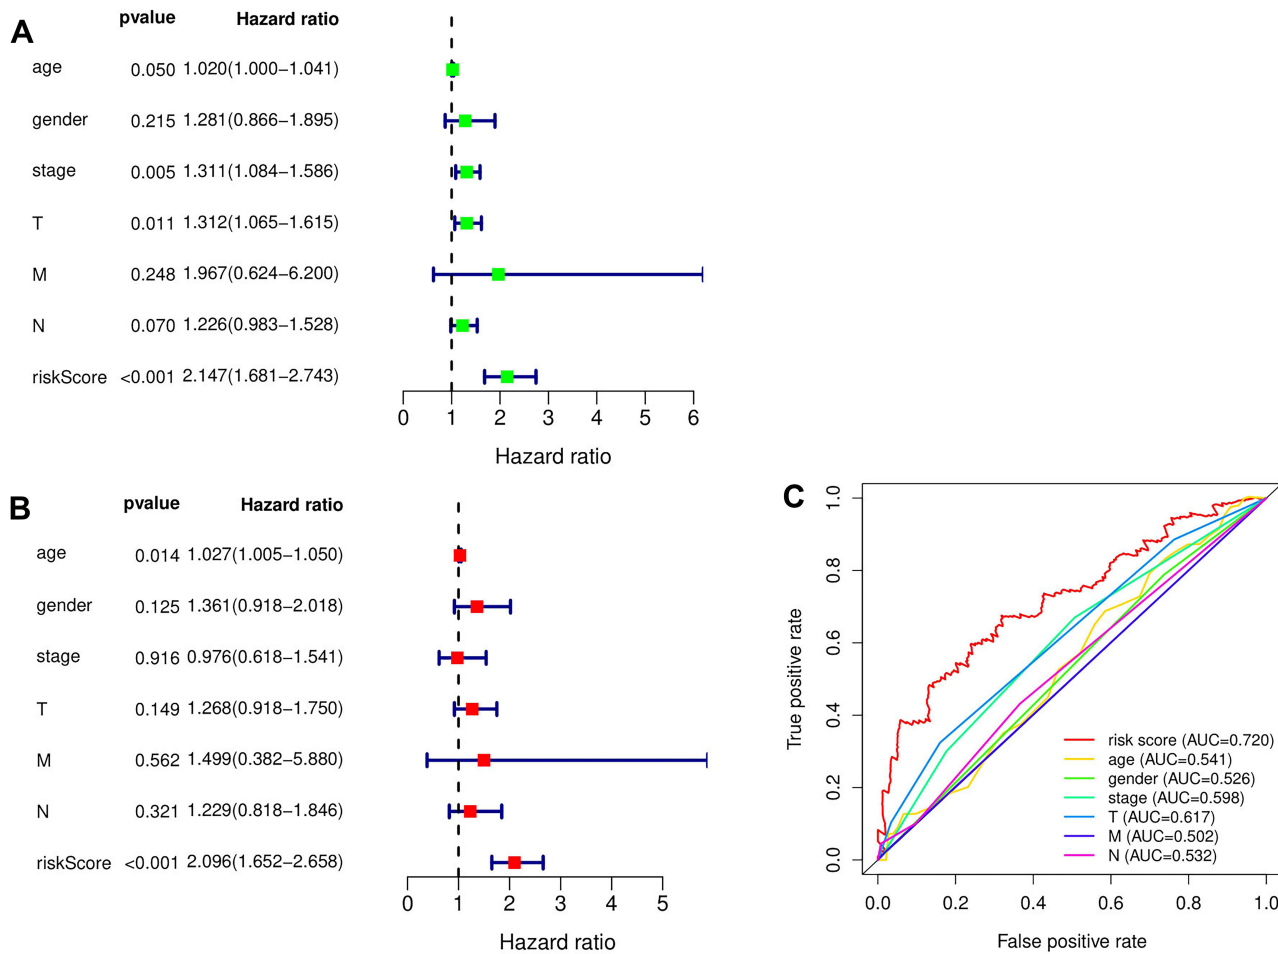 A
pvalue Hazard ratio
age 0.050 1.020(1.000−1.041)
gender 0.215 1.281(0.866−1.895)
stage 0.005 1.311(1.084−1.586)
T 0.011 1.312(1.065−1.615)
M 0.248 1.967(0.624−6.200)
N 0.070 1.226(0.983−1.528)
riskScore <0.001 2.147(1.681−2.743)
0 1 2 3 4 5 6
Hazard ratio
B
pvalue Hazard ratio
age 0.014 1.027(1.005−1.050)
gender 0.125 1.361(0.918−2.018)
stage 0.916 0.976(0.618−1.541)
T 0.149 1.268(0.918−1.750)
M 0.562 1.499(0.382−5.880)
N 0.321 1.229(0.818−1.846)
riskScore <0.001 2.096(1.652−2.658)
0 1 2 3 4 5
Hazard ratio
C
True positive rate
1.0
0.8
0.6
0.4
0.2
0.0
risk score (AUC=0.720)
age (AUC=0.541)
gender (AUC=0.526)
stage (AUC=0.598)
T (AUC=0.617)
M (AUC=0.502)
N (AUC=0.532)
0.0 0.2 0.4 0.6 0.8 1.0
False positive rate